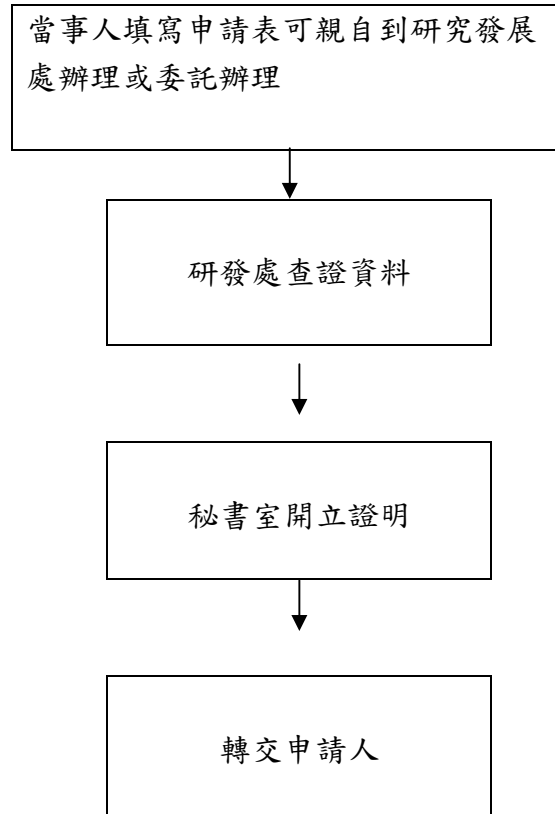 當事人填寫申請表可親自到研究發展
處辦理或委託辦理
研發處查證資料
秘書室開立證明
轉交申請人